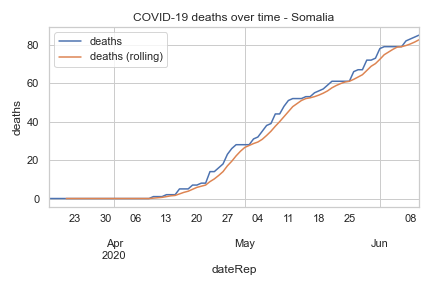 COVID-19 deaths over time - Somalia
deaths
deaths (rolling)
80
60
40
20
0
deaths
23 30 06 13 20 27 04 11 18 25 01 08
Apr May Jun
2020
dateRep